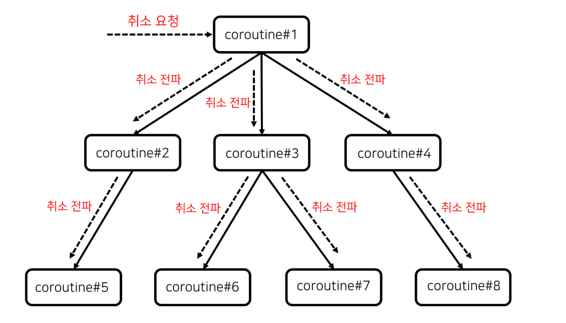 취소 요청
coroutine#1
취소 전파
취소 전파
취소 전파
coroutine#2
coroutine#3
coroutine#4
취소 전파
취소 전파
취소 전파
취소 전파
coroutine#5
coroutine#6
coroutine#7
coroutine#8